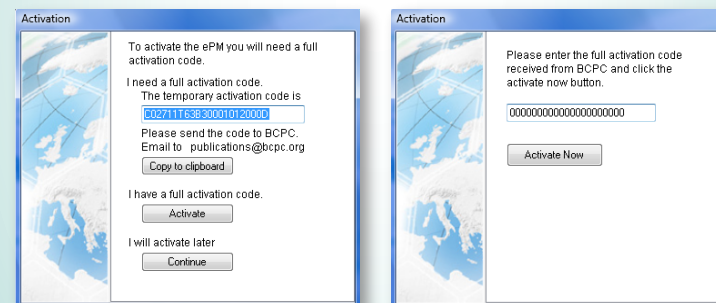 Activation
To activate the ePM you will need a full
activation code.
I need a full activation code.
The temporary activation code is
C02711T63B30001012000D
Please send the code to BCPC.
Email to publications@bcpc.org
Copy to clipboard
I have a full activation code.
Activate
I will activate later
Continue
Activation
Please enter the full activation code
received from BCPC and click the
activate now button.
0000000000000000000000
Activate Now